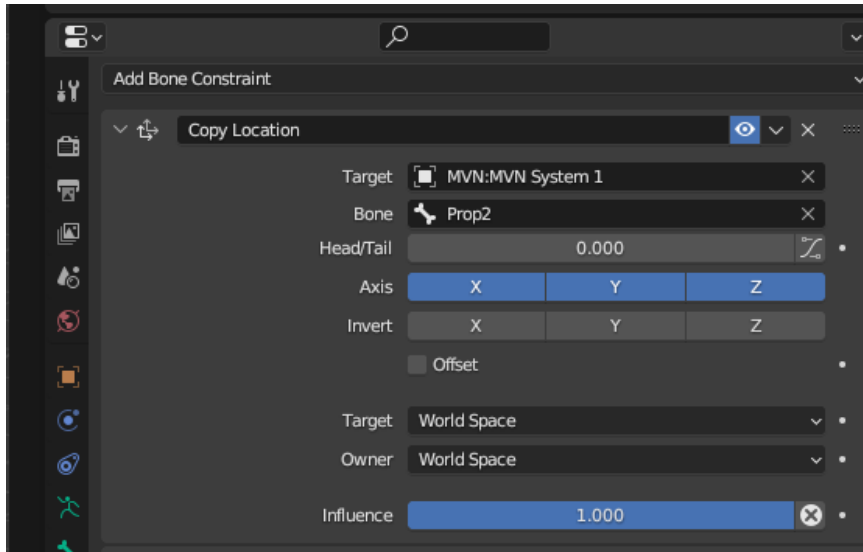 Add Bone Constraint
Copy Location
Target MVN:MVN System 1
Bone Prop2
Head/Tail 0.000
Axis X Y Z
Invert X Y Z
Offset
Target World Space
Owner World Space
Influence 1.000